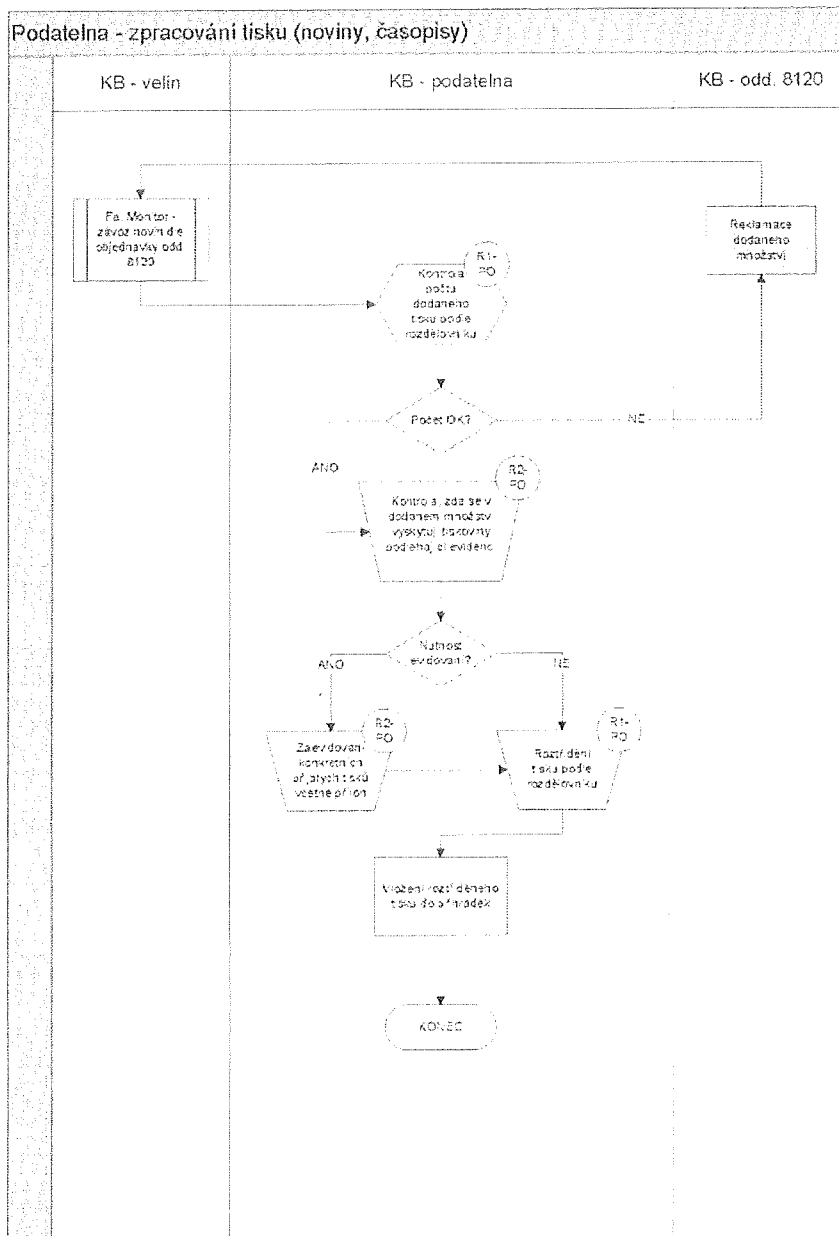 Podatelna - zpracování tisku (noviny, časopisy)
KB - velín
KB - podatelna
KB - odd. 8120
Fa. Monitor -
závoz novin dle
objednávky odd.
8120
Reklamace
dodaného
množství
R1-
PO
Kontrola
počtu
dodaného
tisku podle
rozdělovníku
Počet OK?
NE
ANO
R2-
PO
Kontrola, zda se v
dodaném množství
vyskytují tiskoviny
podléhající evidenci
Nutnost
evidování?
ANO
NE
R2-
PO
R1-
PO
Zaevidování
konkrétních
přijatých tisků
včetně příloh
Roztřídění
tisku podle
rozdělovníku
Vložení roztříděného
tisku do přihrádek
KONEC